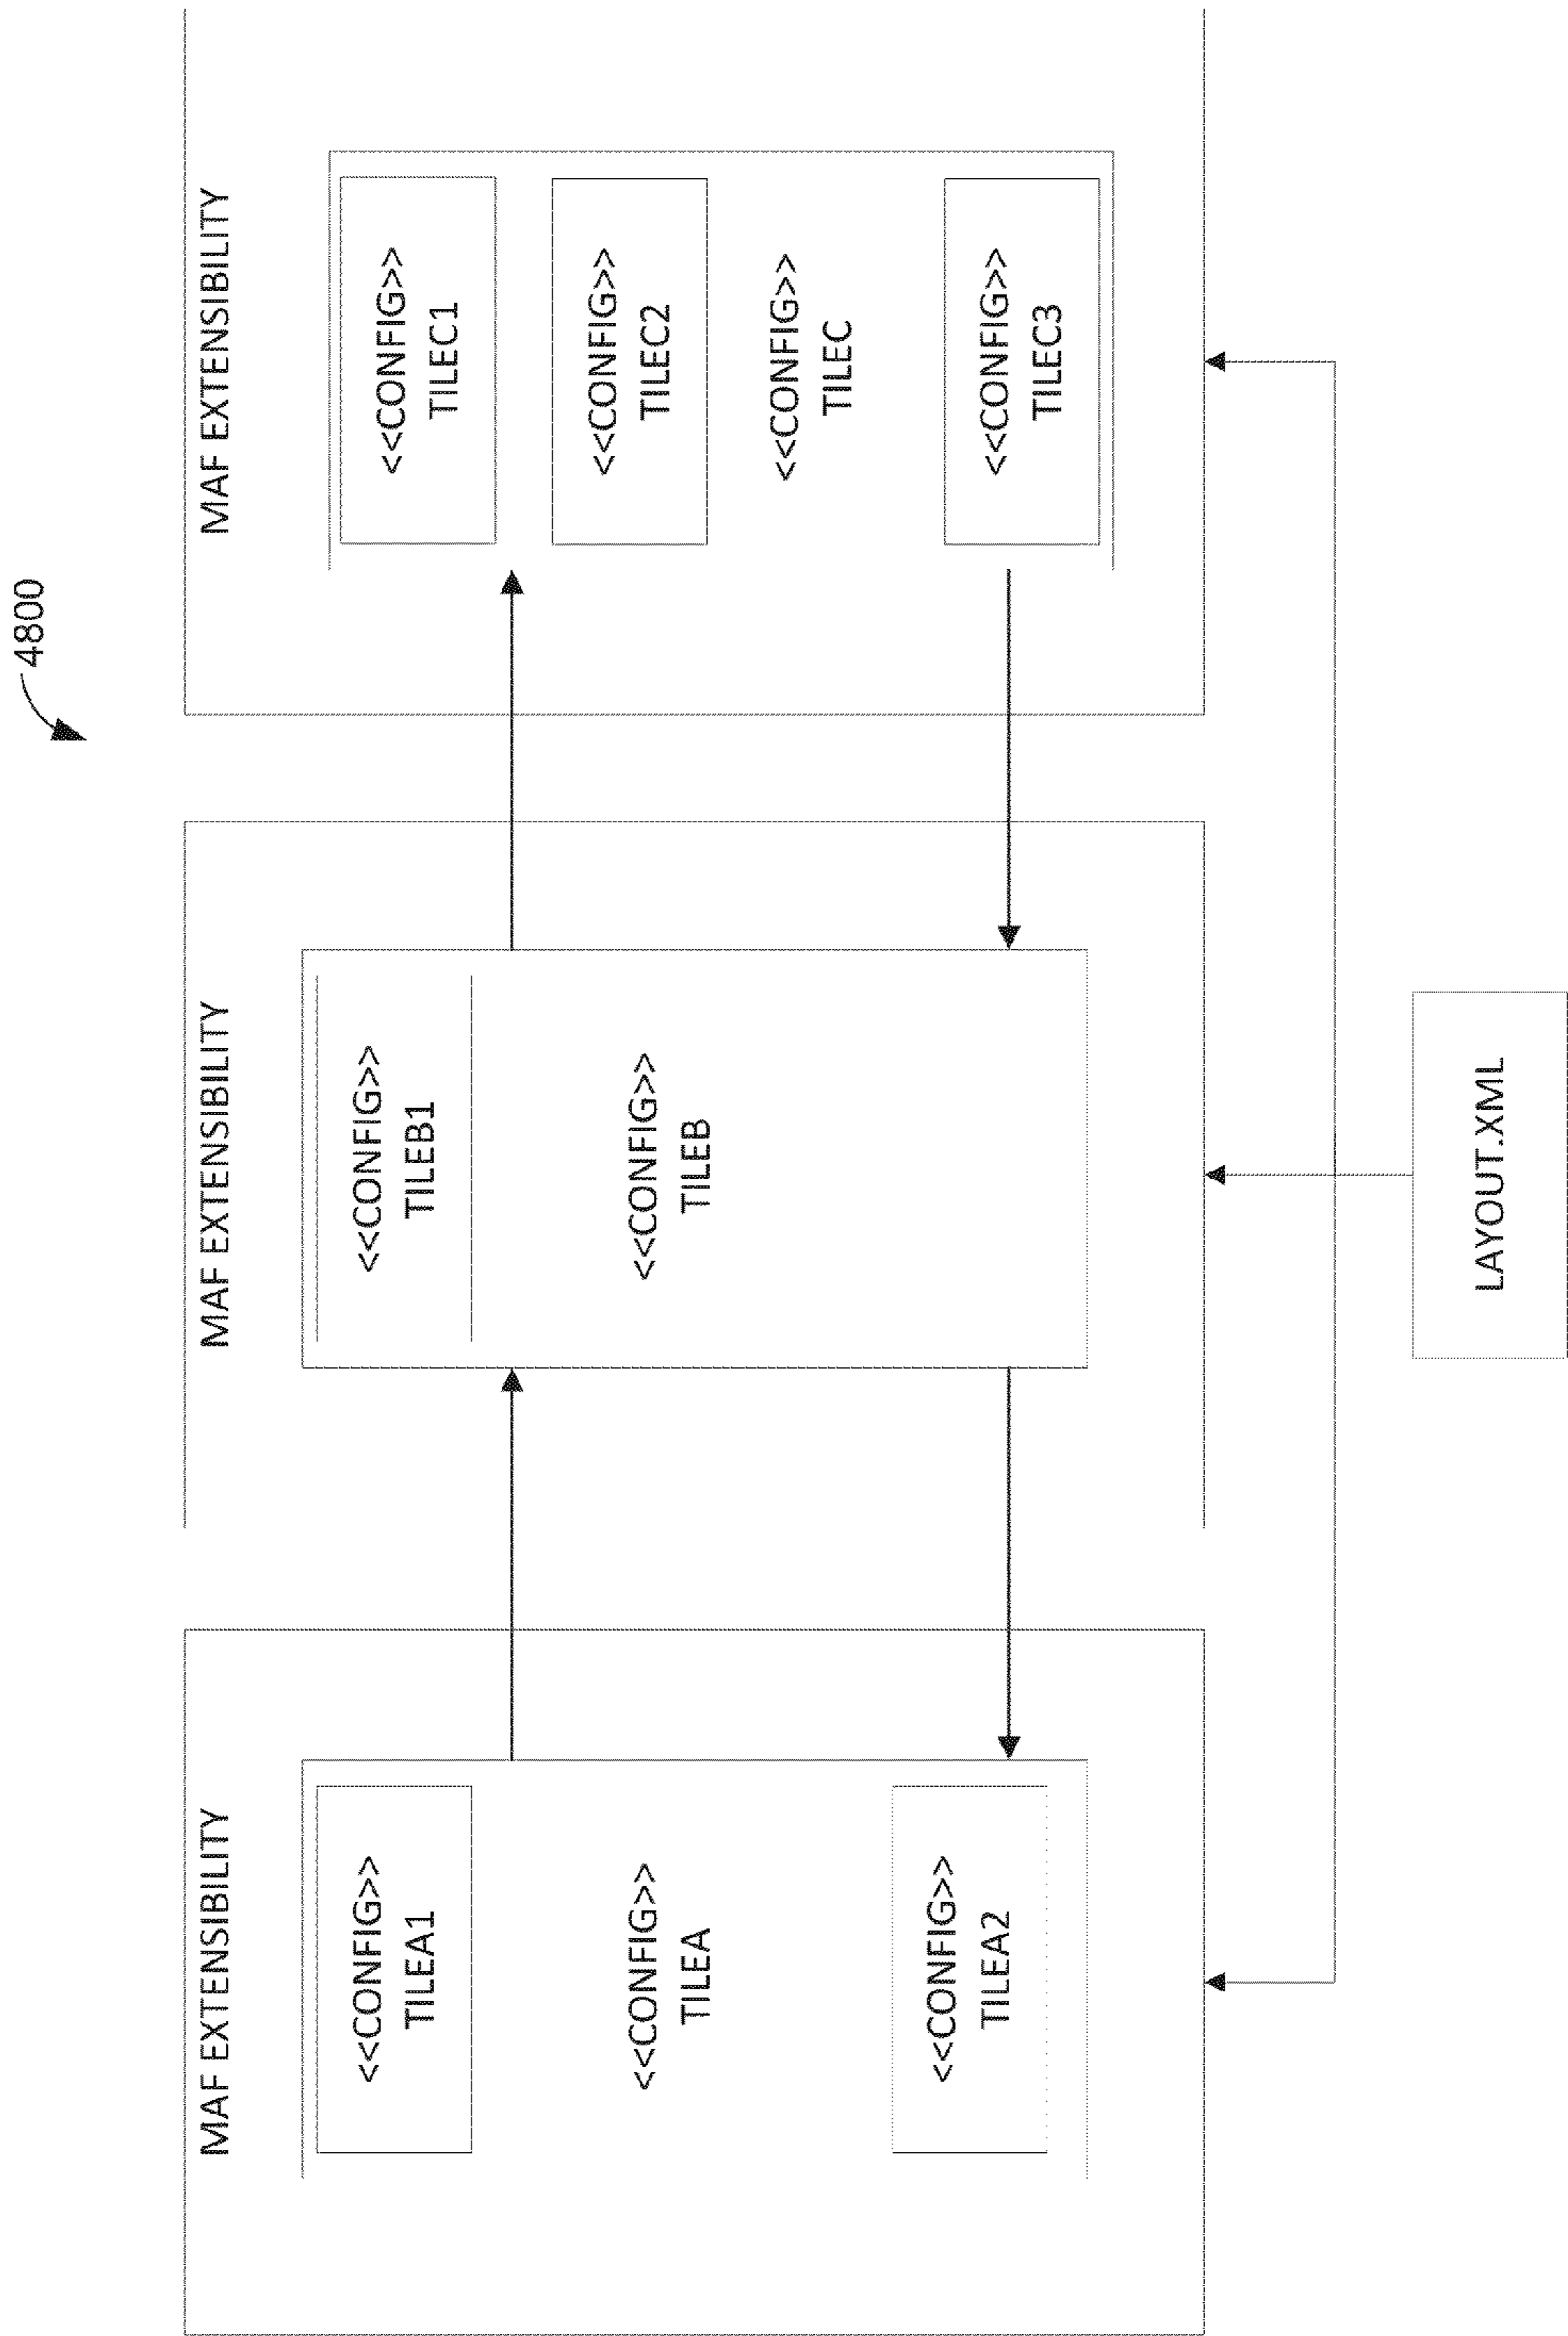 4800
MAF EXTENSIBILITY
<<CONFIG>>
TILEA1
<<CONFIG>>
TILEA
<<CONFIG>>
TILEA2
MAF EXTENSIBILITY
<<CONFIG>>
TILEB1
<<CONFIG>>
TILEB
MAF EXTENSIBILITY
<<CONFIG>>
TILEC1
<<CONFIG>>
TILEC2
<<CONFIG>>
TILEC
<<CONFIG>>
TILEC3
LAYOUT.XML